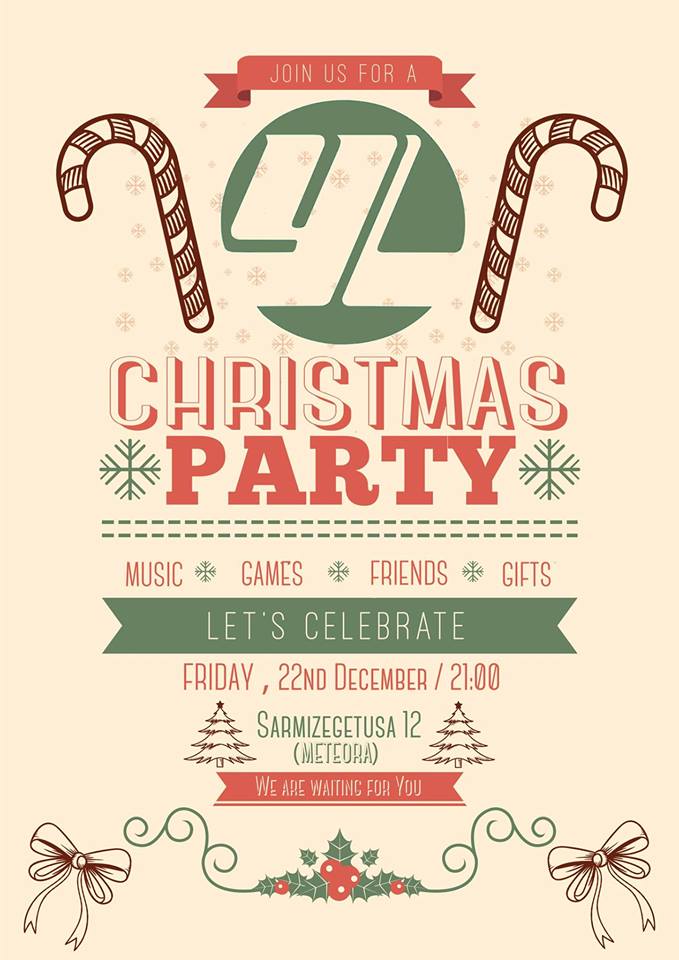 JOIN US FOR A
CHRISTMAS
PARTY
MUSIC GAMES FRIENDS GIFTS
LET'S CELEBRATE
FRIDAY , 22ND DECEMBER / 21:00
SARMIZEGETUSA 12
(METEORA)
WE ARE WAITING FOR YOU